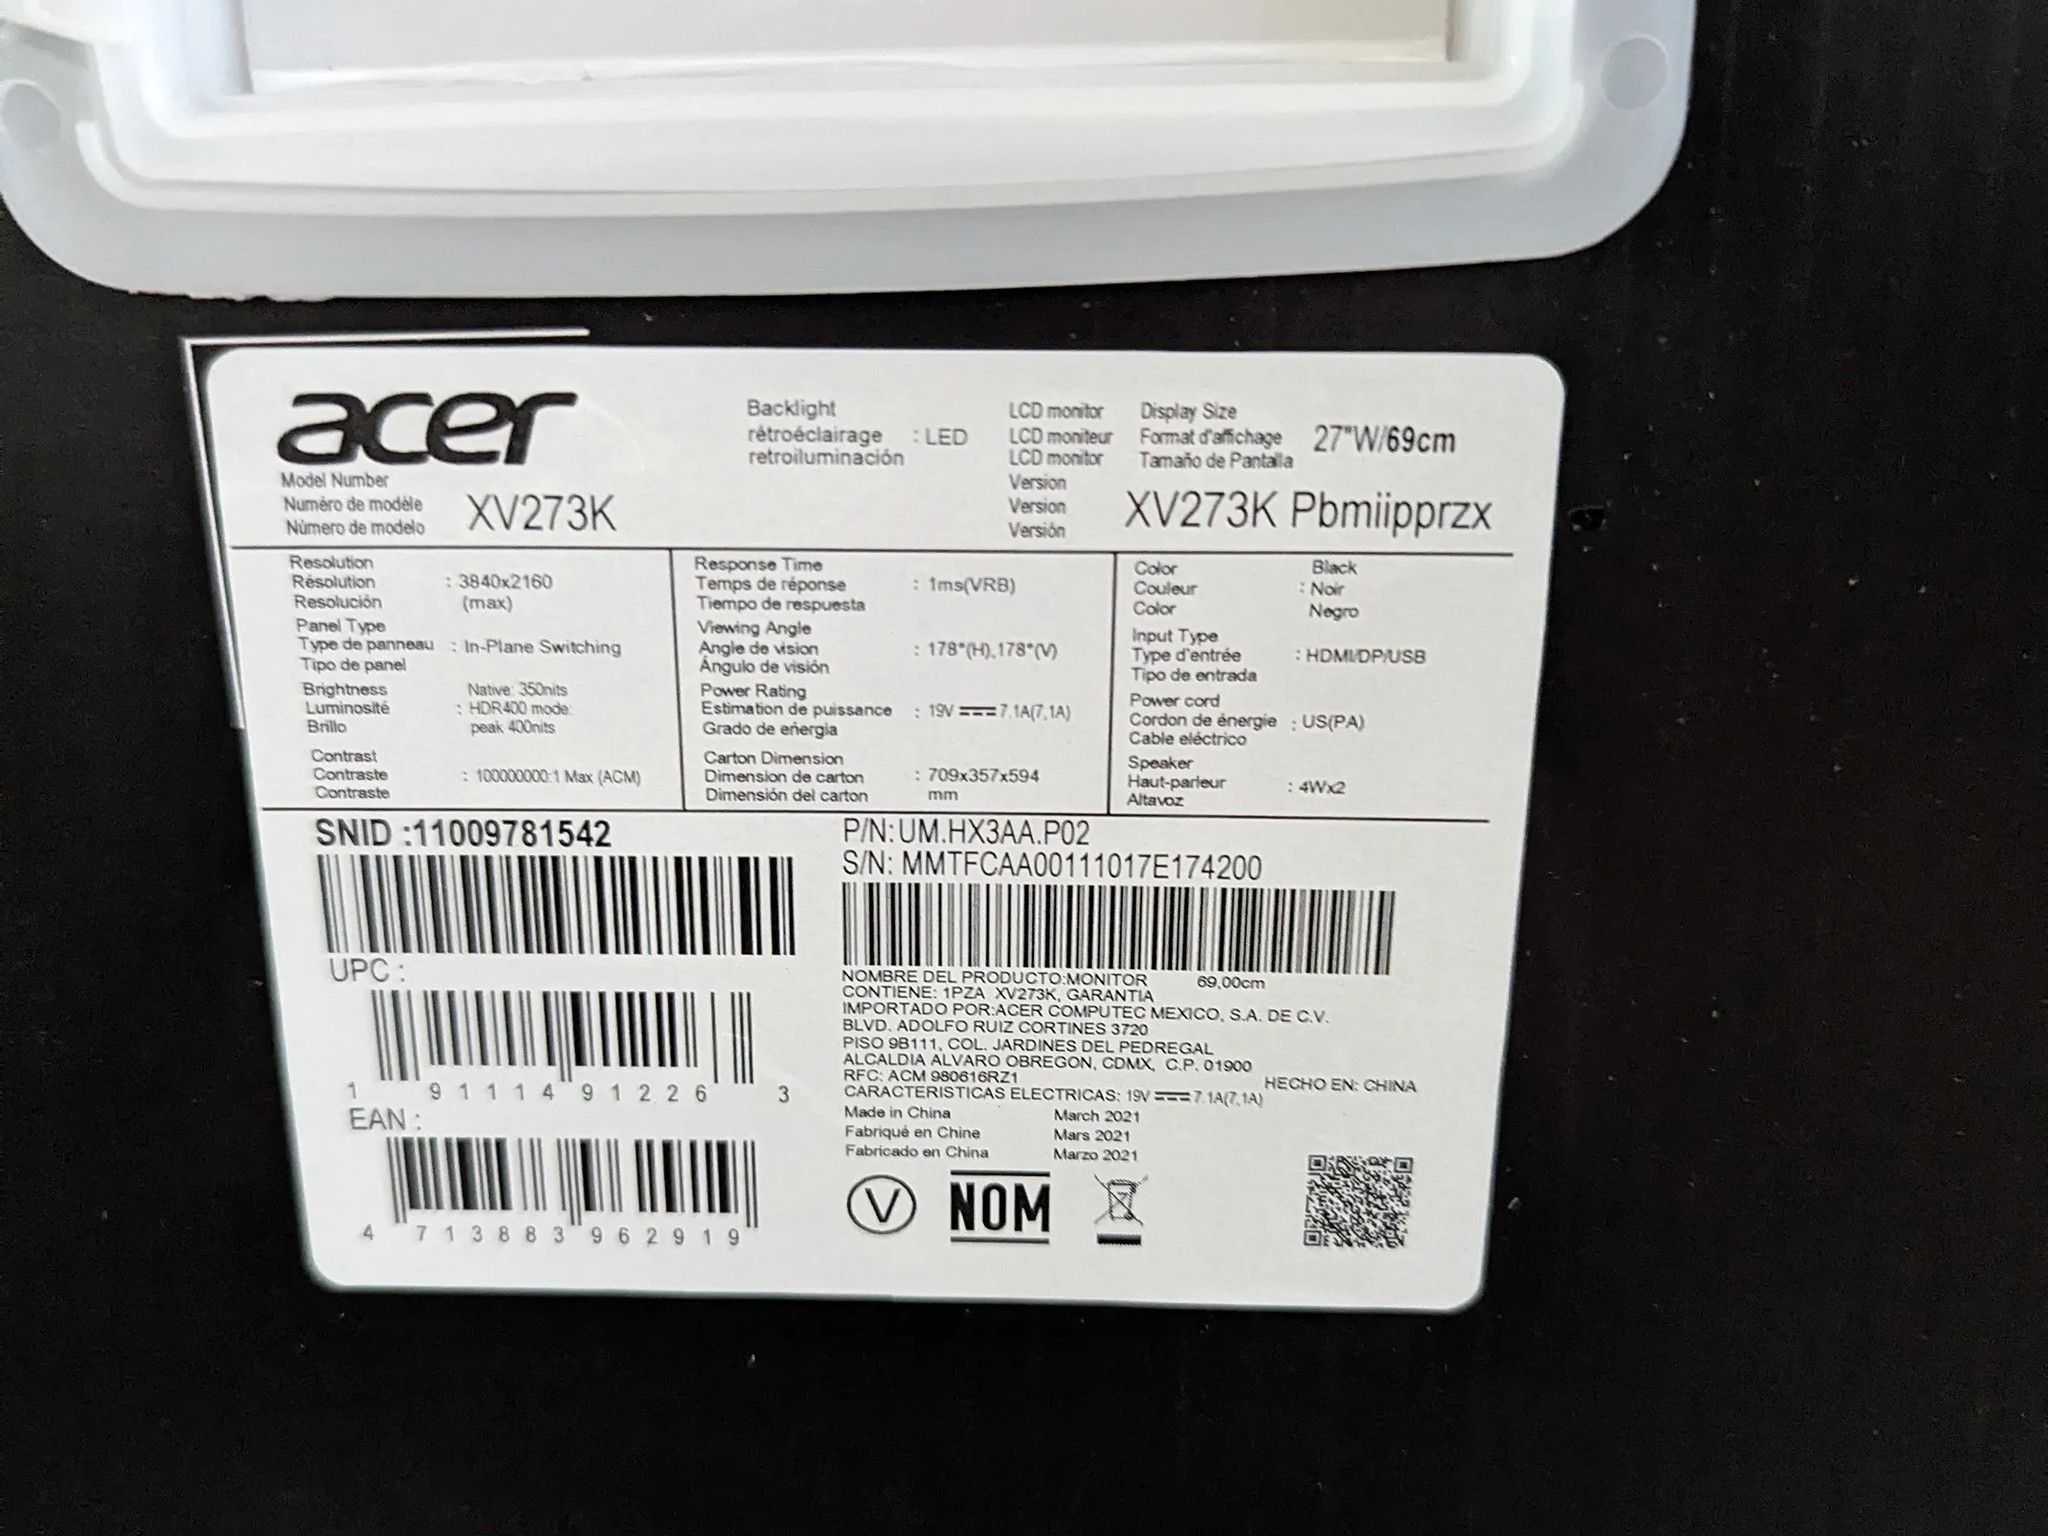 acer
Model Number
Numéro de modèle
Número de modelo
XV273K
Backlight
rétroéclairage : LED
retroiluminación
LCD monitor
LCD moniteur
LCD monitor
Version
Version
Versión
Display Size
Format d'affichage
Tamaño de Pantalla
27"W/69cm
XV273K Pbmiipprzx
Resolution
Résolution : 3840x2160
Resolución (max)
Panel Type
Type de panneau : In-Plane Switching
Tipo de panel
Brightness Native: 350nits
Luminosité : HDR400 mode:
Brillo peak 400nits
Contrast
Contraste : 100000000:1 Max (ACM)
Contraste
Response Time
Temps de réponse : 1ms(VRB)
Tiempo de respuesta
Viewing Angle
Angle de vision : 178°(H),178°(V)
Ángulo de visión
Power Rating
Estimation de puissance : 19V 7.1A(7,1A)
Grado de energia
Carton Dimension
Dimension de carton : 709x357x594
Dimensión del carton mm
Color Black
Couleur : Noir
Color Negro
Input Type
Type d'entrée : HDMI/DP/USB
Tipo de entrada
Power cord
Cordon de énergie : US(PA)
Cable eléctrico
Speaker
Haut-parleur : 4Wx2
Altavoz
SNID :11009781542
UPC :
1 91114 91226 3
EAN :
4 713883 962919
P/N:UM.HX3AA.P02
S/N: MMTFCAA00111017E174200
NOMBRE DEL PRODUCTO:MONITOR 69,00cm
CONTIENE: 1PZA XV273K, GARANTIA
IMPORTADO POR:ACER COMPUTEC MEXICO, S.A. DE C.V.
BLVD. ADOLFO RUIZ CORTINES 3720
PISO 9B111, COL. JARDINES DEL PEDREGAL
ALCALDIA ALVARO OBREGON, CDMX, C.P. 01900
RFC: ACM 980616RZ1 HECHO EN: CHINA
CARACTERISTICAS ELECTRICAS: 19V 7.1A(7,1A)
Made in China March 2021
Fabriqué en Chine Mars 2021
Fabricado en China Marzo 2021
V NOM